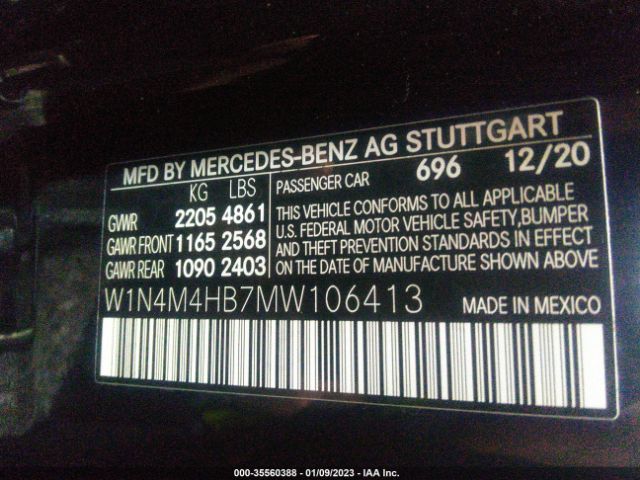 MFD BY MERCEDES-BENZ AG STUTTGART
KG LBS
GVWR 2205 4861
GAWR FRONT 1165 2568
GAWR REAR 1090 2403
PASSENGER CAR 696 12/20
THIS VEHICLE CONFORMS TO ALL APPLICABLE
U.S. FEDERAL MOTOR VEHICLE SAFETY, BUMPER
AND THEFT PREVENTION STANDARDS IN EFFECT
ON THE DATE OF MANUFACTURE SHOWN ABOVE
W1N4M4HB7MW106413 MADE IN MEXICO
000-35560388 - 01/09/2023 - IAA Inc.